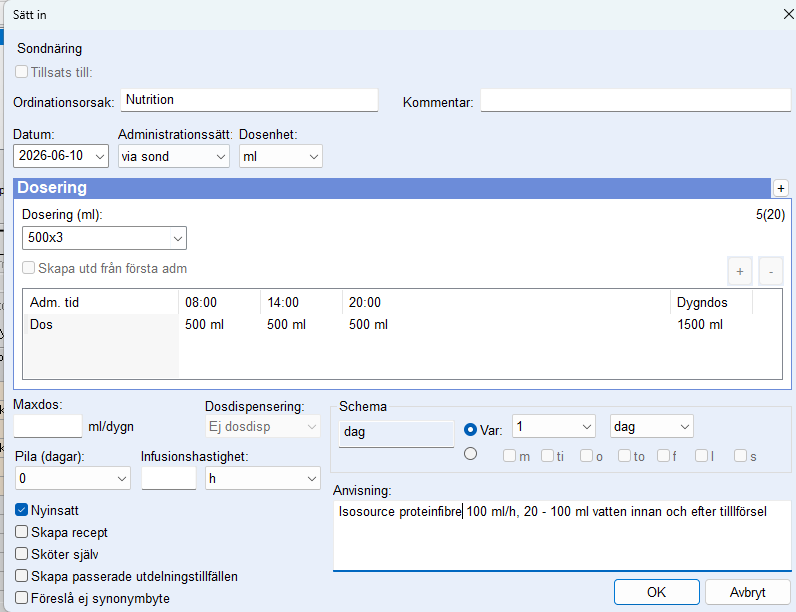 Sätt in
Sondnäring
Tillsats till:
Ordinationsorsak: Nutrition Kommentar:
Datum: Administrationssätt: Dosenhet:
2026-06-10 via sond ml
Dosering +
Dosering (ml): 5(20)
500x3
Skapa utd från första adm + -
Adm. tid 08:00 14:00 20:00 Dygndos
Dos 500 ml 500 ml 500 ml 1500 ml
Maxdos: ml/dygn
Dosdispensering:
Ej dosdisp
Schema
dag Var: 1 dag
m ti o to f l s
Pila (dagar): Infusionshastighet:
0 h
Nyinsatt
Skapa recept
Sköter själv
Skapa passerade utdelningstillfällen
Föreslå ej synonymbyte
Anvisning:
Isosource proteinfibre 100 ml/h, 20 - 100 ml vatten innan och efter tilllförsel
OK Avbryt